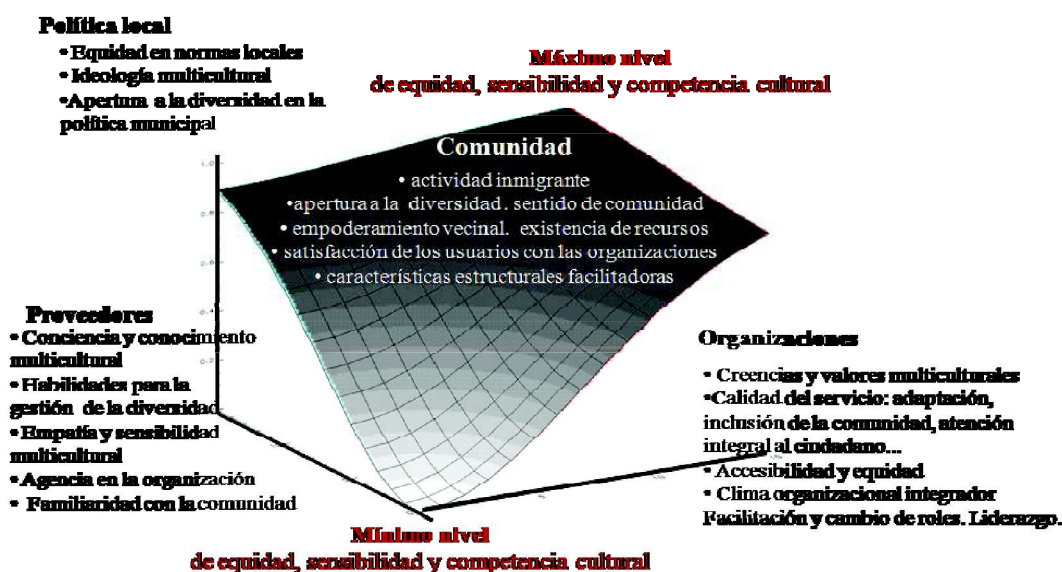 Política local
• Equidad en normas locales
• Ideología multicultural
•Apertura a la diversidad en la
política municipal
Máximo nivel
de equidad, sensibilidad y competencia cultural
Comunidad
• actividad inmigrante
•apertura a la diversidad. sentido de comunidad
• empoderamiento vecinal. existencia de recursos
• satisfacción de los usuarios con las organizaciones
• características estructurales facilitadoras
Proveedores
• Conciencia y conocimiento
multicultural
• Habilidades para la
gestión de la diversidad
• Empatía y sensibilidad
multicultural
• Agencia en la organización
• Familiaridad con la comunidad
Organizaciones
• Creencias y valores multiculturales
•Calidad del servicio: adaptación,
inclusión de la comunidad, atención
integral al ciudadano...
• Accesibilidad y equidad
• Clima organizacional integrador
Facilitación y cambio de roles. Liderazgo.
Mínimo nivel
de equidad, sensibilidad y competencia cultural